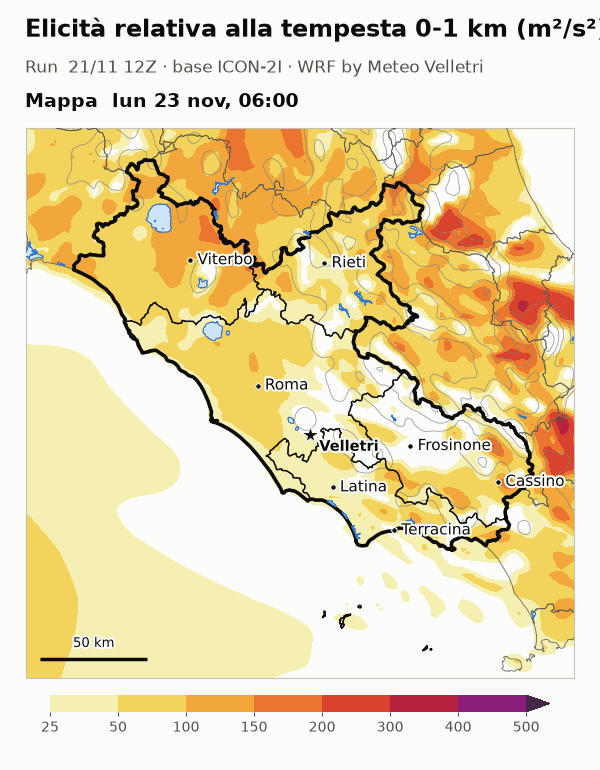 Elicità relativa alla tempesta 0-1 km (m²/s²)
Run  21/11 12Z · base ICON-2I · WRF by Meteo Velletri
Mappa  lun 23 nov, 06:00
Viterbo
Rieti
Roma
Velletri
Frosinone
Cassino
Latina
Terracina
50 km
25 50 100 150 200 300 400 500